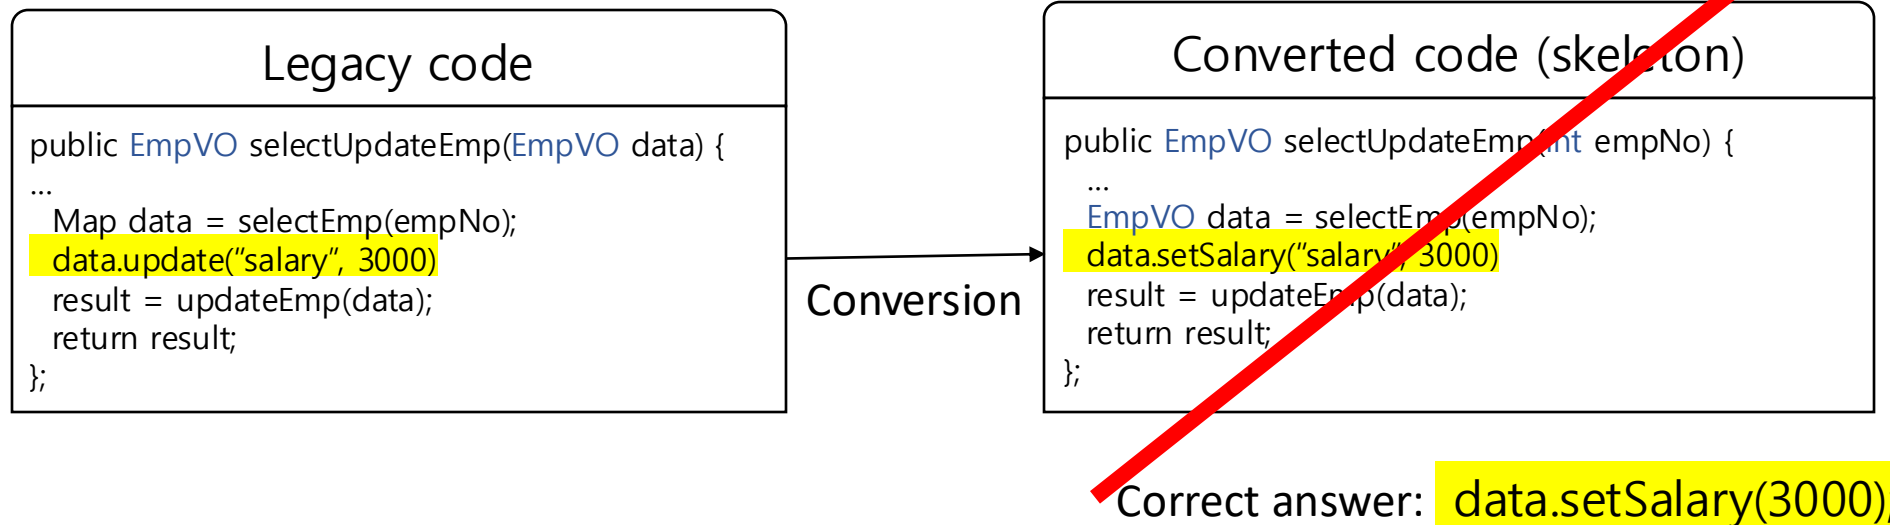 Legacy code
public EmpVO selectUpdateEmp(EmpVO data) {
...
Map data = selectEmp(empNo);
data.update("salary", 3000)
result = updateEmp(data);
return result;
};
Conversion
Converted code (skeleton)
public EmpVO selectUpdateEmp(int empNo) {
...
EmpVO data = selectEmp(empNo);
data.setSalary("salary", 3000)
result = updateEmp(data);
return result;
};
Correct answer: data.setSalary(3000)